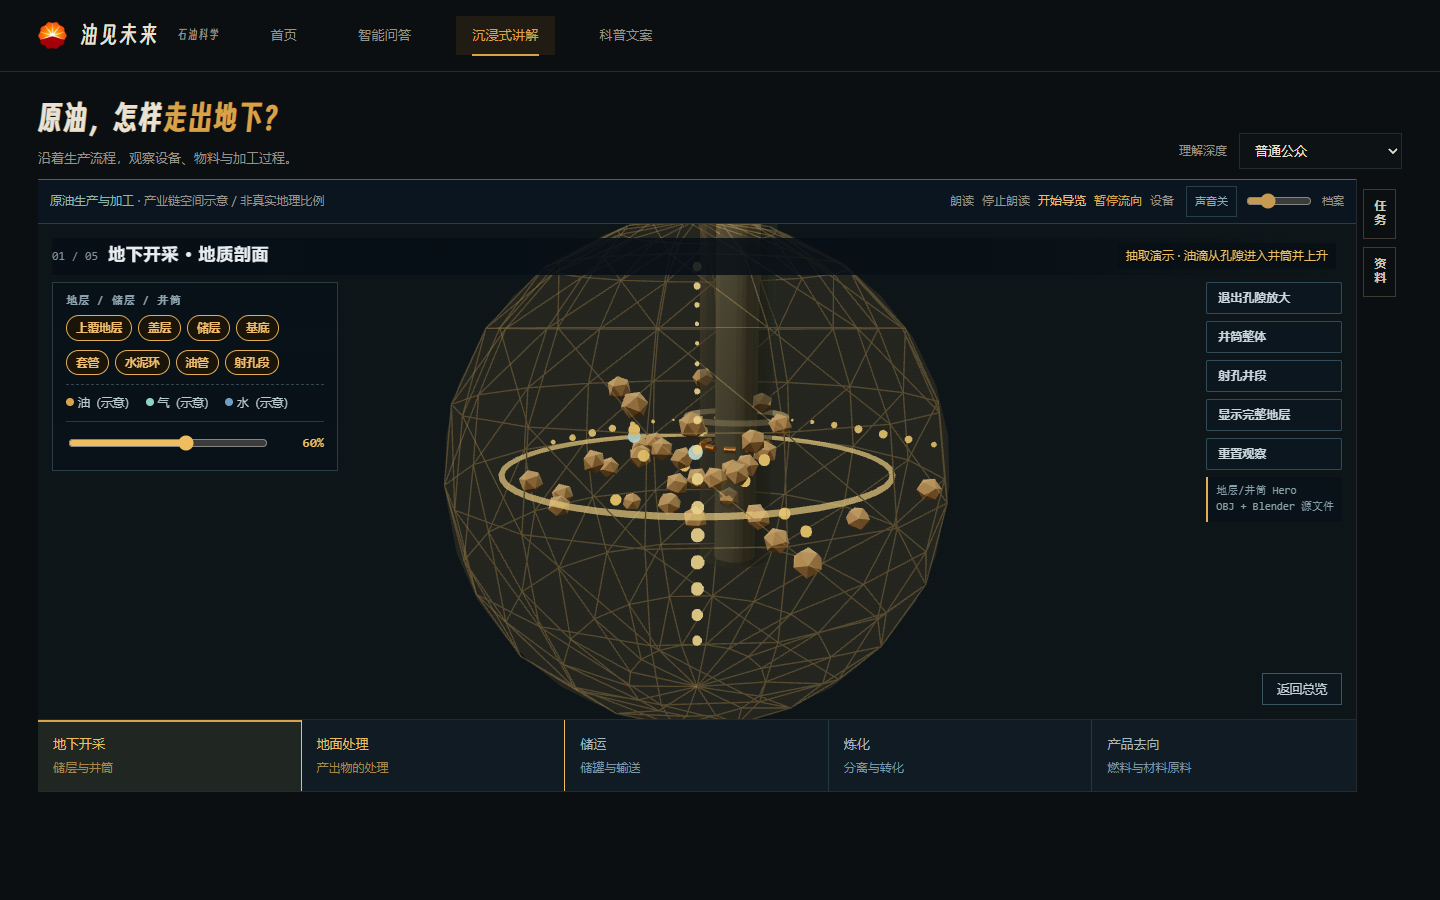 油见未来 石油科学 首页 智能问答 沉浸式讲解 科普文案
原油，怎样走出地下？
沿着生产流程，观察设备、物料与加工过程。
理解深度 普通公众
原油生产与加工 · 产业链空间示意 / 非真实地理比例
朗读 停止朗读 开始导览 暂停流向 设备 声音关 档案
任务
资料
01 / 05 地下开采 • 地质剖面
抽取演示 · 油滴从孔隙进入井筒并上升
地层 / 储层 / 井筒
上覆地层 盖层 储层 基底
套管 水泥环 油管 射孔段
油（示意） 气（示意） 水（示意）
60%
退出孔隙放大
井筒整体
射孔井段
显示完整地层
重置观察
地层/井筒 Hero
OBJ + Blender 源文件
返回总览
地下开采
储层与井筒
地面处理
产出物的处理
储运
储罐与输送
炼化
分离与转化
产品去向
燃料与材料原料